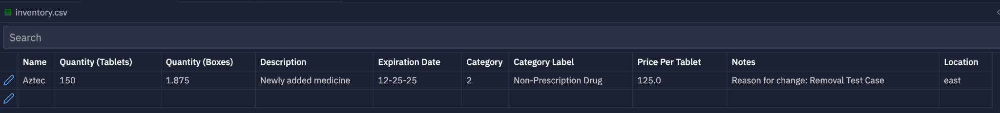 inventory.csv
Search
Name Quantity (Tablets) Quantity (Boxes) Description Expiration Date Category Category Label Price Per Tablet Notes Location
Aztec 150 1.875 Newly added medicine 12-25-25 2 Non-Prescription Drug 125.0 Reason for change: Removal Test Case east